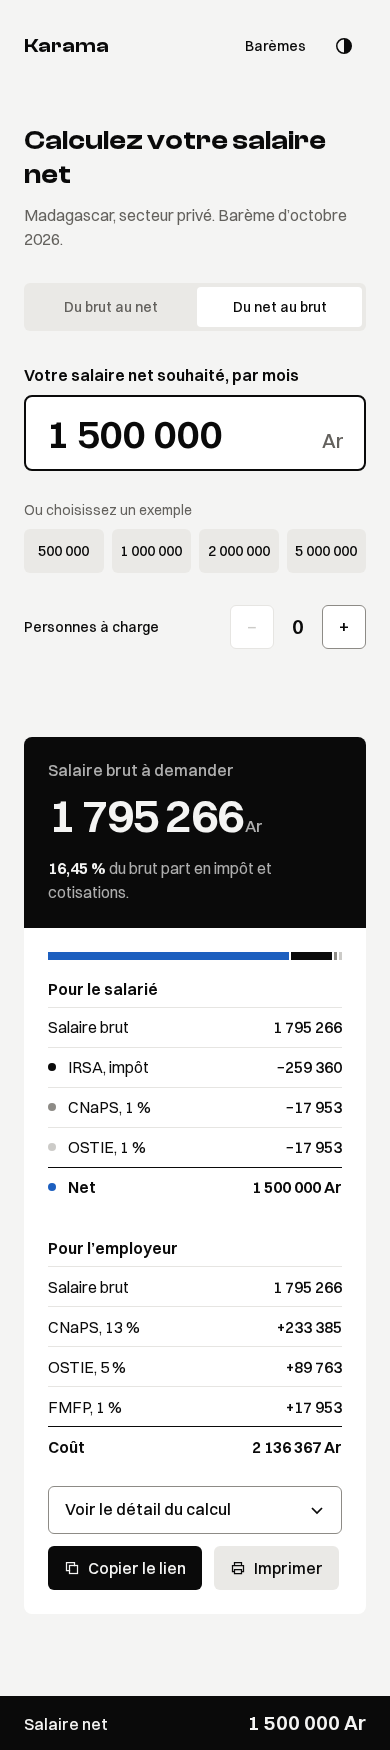 Karama
Barèmes
Calculez votre salaire
net
Madagascar, secteur privé. Barème d’octobre
2026.
Du brut au net
Du net au brut
Votre salaire net souhaité, par mois
1 500 000 Ar
Ou choisissez un exemple
500 000
1 000 000
2 000 000
5 000 000
Personnes à charge
− 0 +
Salaire brut à demander
1 795 266 Ar
16,45 % du brut part en impôt et
cotisations.
Pour le salarié
Salaire brut 1 795 266
IRSA, impôt −259 360
CNaPS, 1 % −17 953
OSTIE, 1 % −17 953
Net 1 500 000 Ar
Pour l’employeur
Salaire brut 1 795 266
CNaPS, 13 % +233 385
OSTIE, 5 % +89 763
FMFP, 1 % +17 953
Coût 2 136 367 Ar
Voir le détail du calcul
Copier le lien
Imprimer
Salaire net 1 500 000 Ar